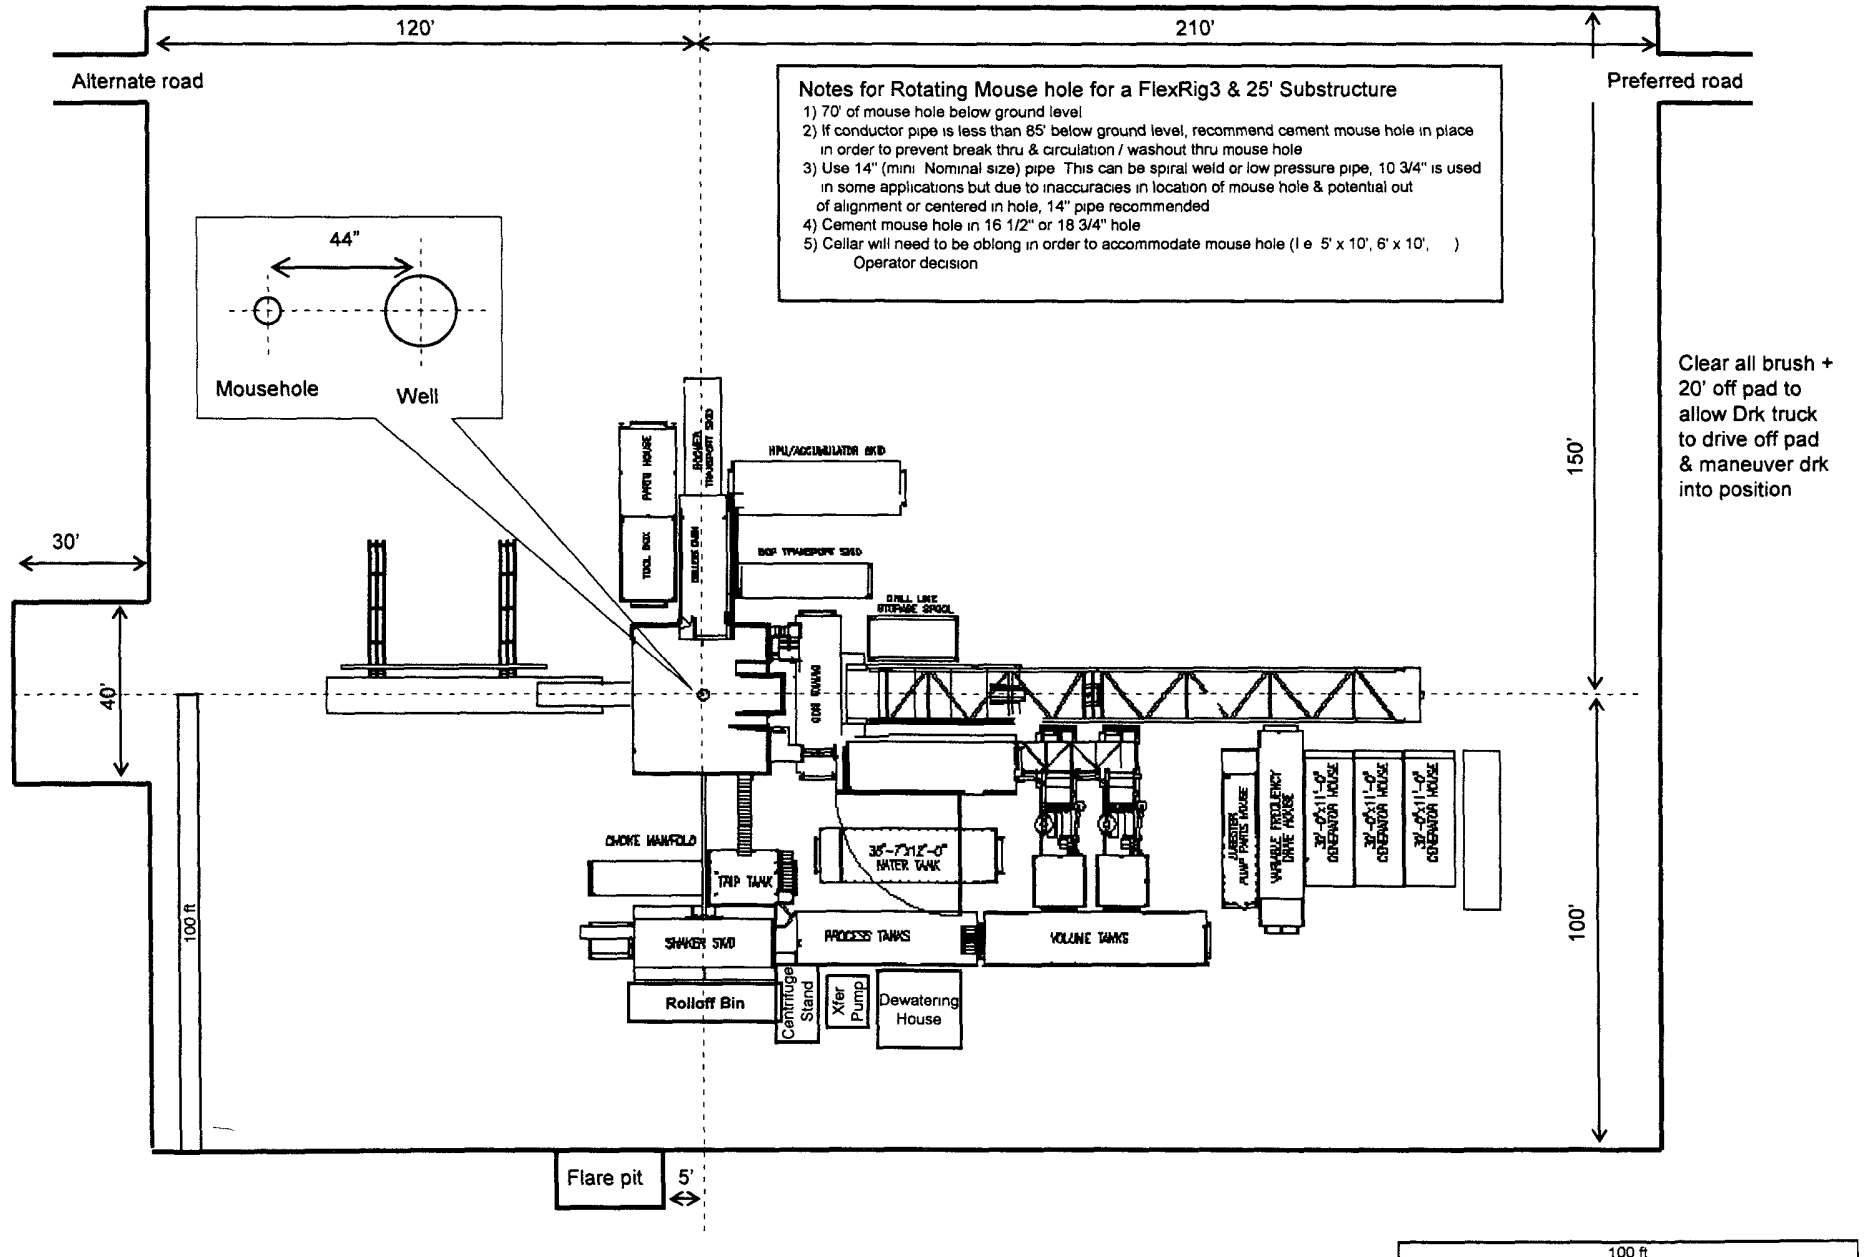 120'
210'
Alternate road
Preferred road
Notes for Rotating Mouse hole for a FlexRig3 & 25' Substructure
1) 70' of mouse hole below ground level
2) If conductor pipe is less than 85' below ground level, recommend cement mouse hole in place
in order to prevent break thru & circulation / washout thru mouse hole
3) Use 14" (mini Nominal size) pipe This can be spiral weld or low pressure pipe, 10 3/4" is used
in some applications but due to inaccuracies in location of mouse hole & potential out
of alignment or centered in hole, 14" pipe recommended
4) Cement mouse hole in 16 1/2" or 18 3/4" hole
5) Cellar will need to be oblong in order to accommodate mouse hole (I e 5' x 10', 6' x 10', )
Operator decision
44"
Mousehole
Well
Clear all brush +
20' off pad to
allow Drk truck
to drive off pad
& maneuver drk
into position
150'
30'
40'
PARTS HOUSE
TRANSPORT SKID
HPU/ACCUMULATOR SKID
TOOL BOX
DRILLERS CABIN
BOP TRANSPORT SKID
DRILL LINE
STORAGE SPOOL
100 ft
CHOKE MANIFOLD
TRIP TANK
WATER TANK
PUMP PARTS HOUSE
VARIABLE FREQUENCY
DRIVE HOUSE
32'-0"x11'-0"
GENERATOR HOUSE
32'-0"x11'-0"
GENERATOR HOUSE
32'-0"x11'-0"
GENERATOR HOUSE
100'
SHAKER SKID
PROCESS TANKS
VOLUME TANKS
Rolloff Bin
Centrifuge
Stand
Xfer
Pump
Dewatering
House
Flare pit
5'
100 ft